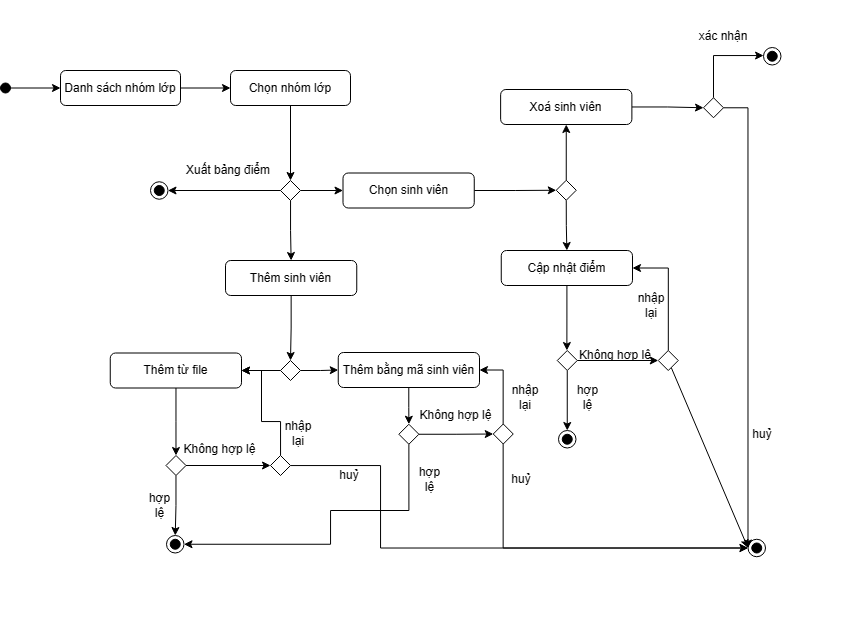 xác nhận
Danh sách nhóm lớp
Chọn nhóm lớp
Xoá sinh viên
Xuất bảng điểm
Chọn sinh viên
Thêm sinh viên
Cập nhật điểm
nhập
lại
Không hợp lệ
Thêm từ file
Thêm bằng mã sinh viên
nhập
lại
hợp
lệ
Không hợp lệ
nhập
lại
huỷ
Không hợp lệ
huỷ
hợp
lệ
huỷ
hợp
lệ